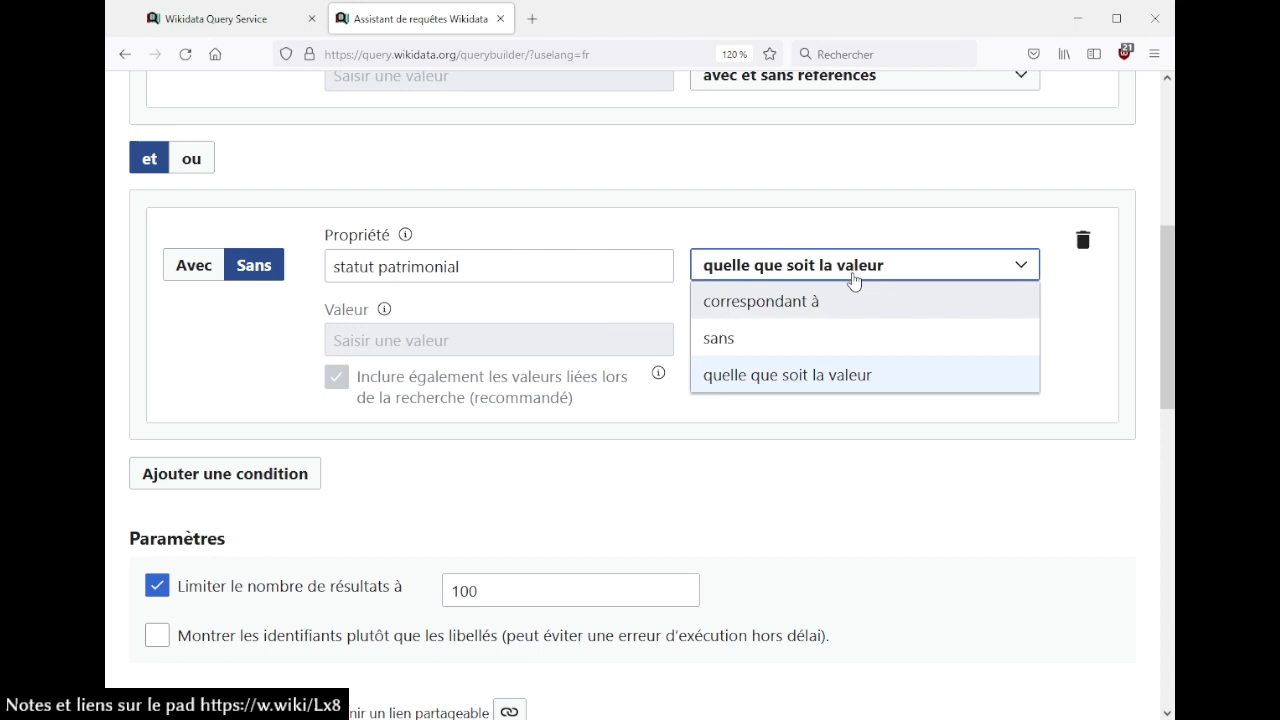 Wikidata Query Service
Assistant de requêtes Wikidata
https://query.wikidata.org/querybuilder/?uselang=fr
120 %
Rechercher
21
Saisir une valeur
avec et sans références
et
ou
Propriété
Avec
Sans
statut patrimonial
quelle que soit la valeur
correspondant à
Valeur
sans
Saisir une valeur
quelle que soit la valeur
Inclure également les valeurs liées lors
de la recherche (recommandé)
Ajouter une condition
Paramètres
Limiter le nombre de résultats à
100
Montrer les identifiants plutôt que les libellés (peut éviter une erreur d'exécution hors délai).
Notes et liens sur le pad https://w.wiki/Lx8
nir un lien partageable